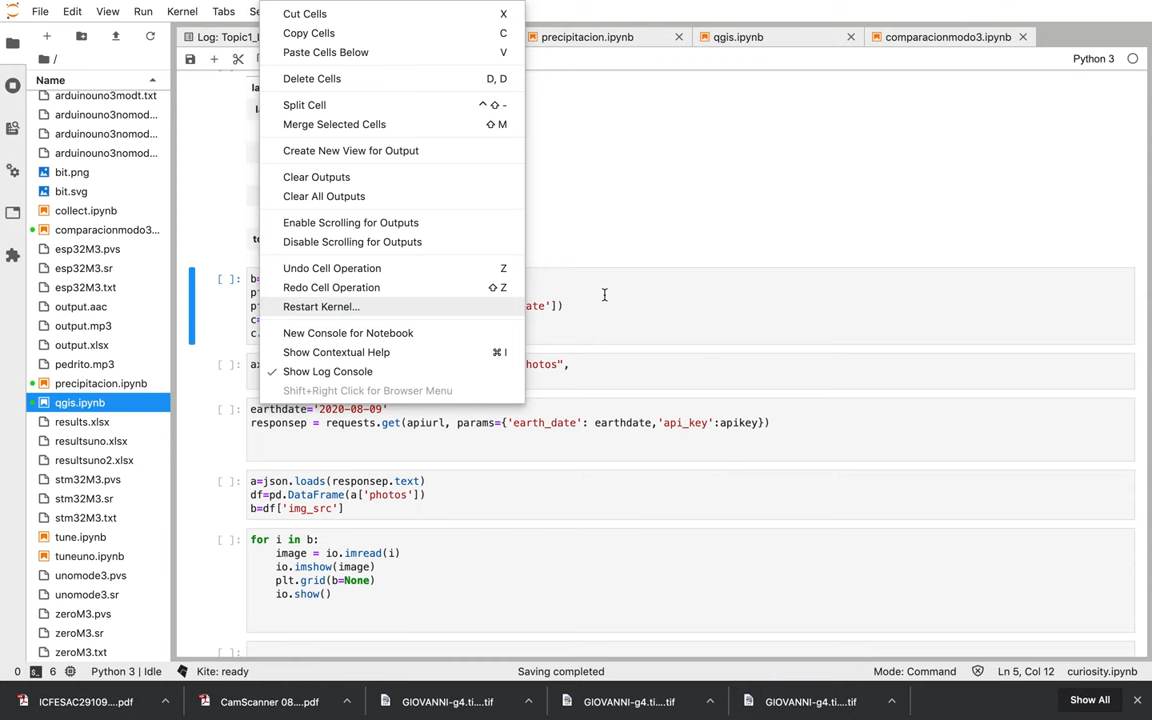 File Edit View Run Kernel Tabs
Cut Cells X
Copy Cells C
Paste Cells Below V
Delete Cells D, D
Split Cell ^⇧-
Merge Selected Cells ⇧ M
Create New View for Output
Clear Outputs
Clear All Outputs
Enable Scrolling for Outputs
Disable Scrolling for Outputs
Undo Cell Operation Z
Redo Cell Operation ⇧ Z
Restart Kernel...
New Console for Notebook
Show Contextual Help ⌘ I
Show Log Console
Shift+Right Click for Browser Menu
Log: Topic1_
precipitacion.ipynb
qgis.ipynb
comparacionmodo3.ipynb
Python 3
/
Name
arduinouno3modt.txt
arduinouno3nomod...
arduinouno3nomod...
arduinouno3nomod...
bit.png
bit.svg
collect.ipynb
comparacionmodo3...
esp32M3.pvs
esp32M3.sr
esp32M3.txt
output.aac
output.mp3
output.xlsx
pedrito.mp3
precipitacion.ipynb
qgis.ipynb
results.xlsx
resultsuno.xlsx
resultsuno2.xlsx
stm32M3.pvs
stm32M3.sr
stm32M3.txt
tune.ipynb
tuneuno.ipynb
unomode3.pvs
unomode3.sr
zeroM3.pvs
zeroM3.sr
zeroM3.txt
[ ]:
ate'])
[ ]:
hotos",
[ ]: earthdate='2020-08-09'
responsep = requests.get(apiurl, params={'earth_date': earthdate,'api_key':apikey})
[ ]: a=json.loads(responsep.text)
df=pd.DataFrame(a['photos'])
b=df['img_src']
[ ]: for i in b:
image = io.imread(i)
io.imshow(image)
plt.grid(b=None)
io.show()
[ ]:
0 6 Python 3 | Idle Kite: ready Saving completed Mode: Command Ln 5, Col 12 curiosity.ipynb
ICFESAC29109....pdf CamScanner 08....pdf GIOVANNI-g4.ti....tif GIOVANNI-g4.ti....tif GIOVANNI-g4.ti....tif Show All